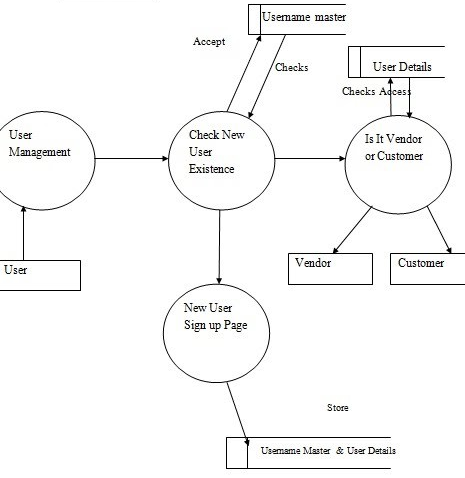 Username master
Accept
Checks
User Details
Checks Access
User
Management
Check New
User
Existence
Is It Vendor
or Customer
User
Vendor
Customer
New User
Sign up Page
Store
Username Master & User Details